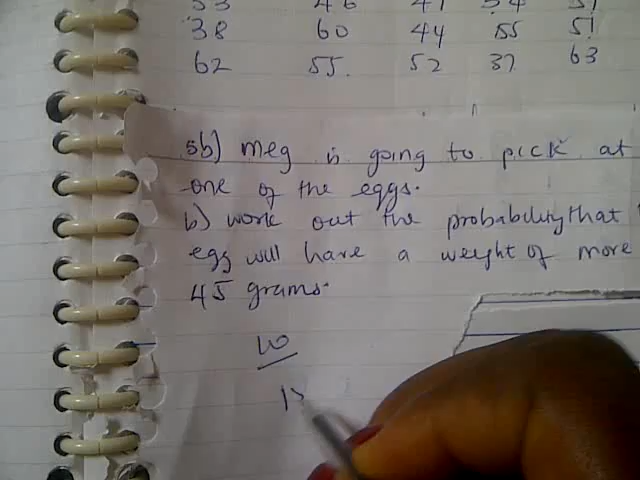 38 60 44 55 51
62 55. 52 37 63
5b) Meg is going to pick at
one of the eggs.
b) work out the probability that
egg will have a weight of more
45 grams.
10